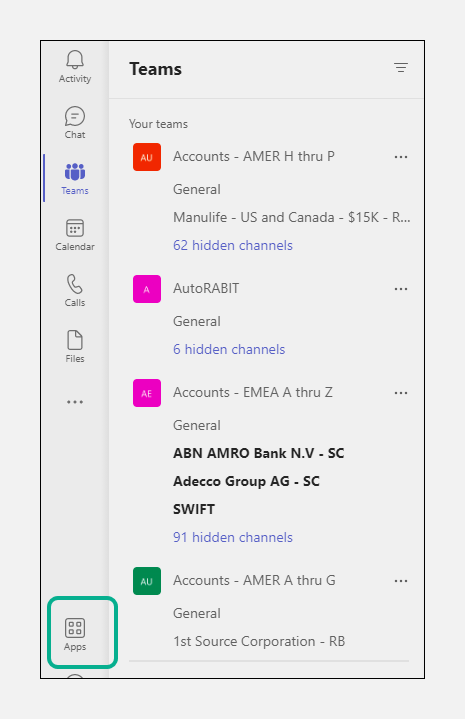 Activity
Chat
Teams
Calendar
Calls
Files
Apps
Teams
Your teams
AU Accounts - AMER H thru P
General
Manulife - US and Canada - $15K - R...
62 hidden channels
A AutoRABIT
General
6 hidden channels
AE Accounts - EMEA A thru Z
General
ABN AMRO Bank N.V - SC
Adecco Group AG - SC
SWIFT
91 hidden channels
AU Accounts - AMER A thru G
General
1st Source Corporation - RB